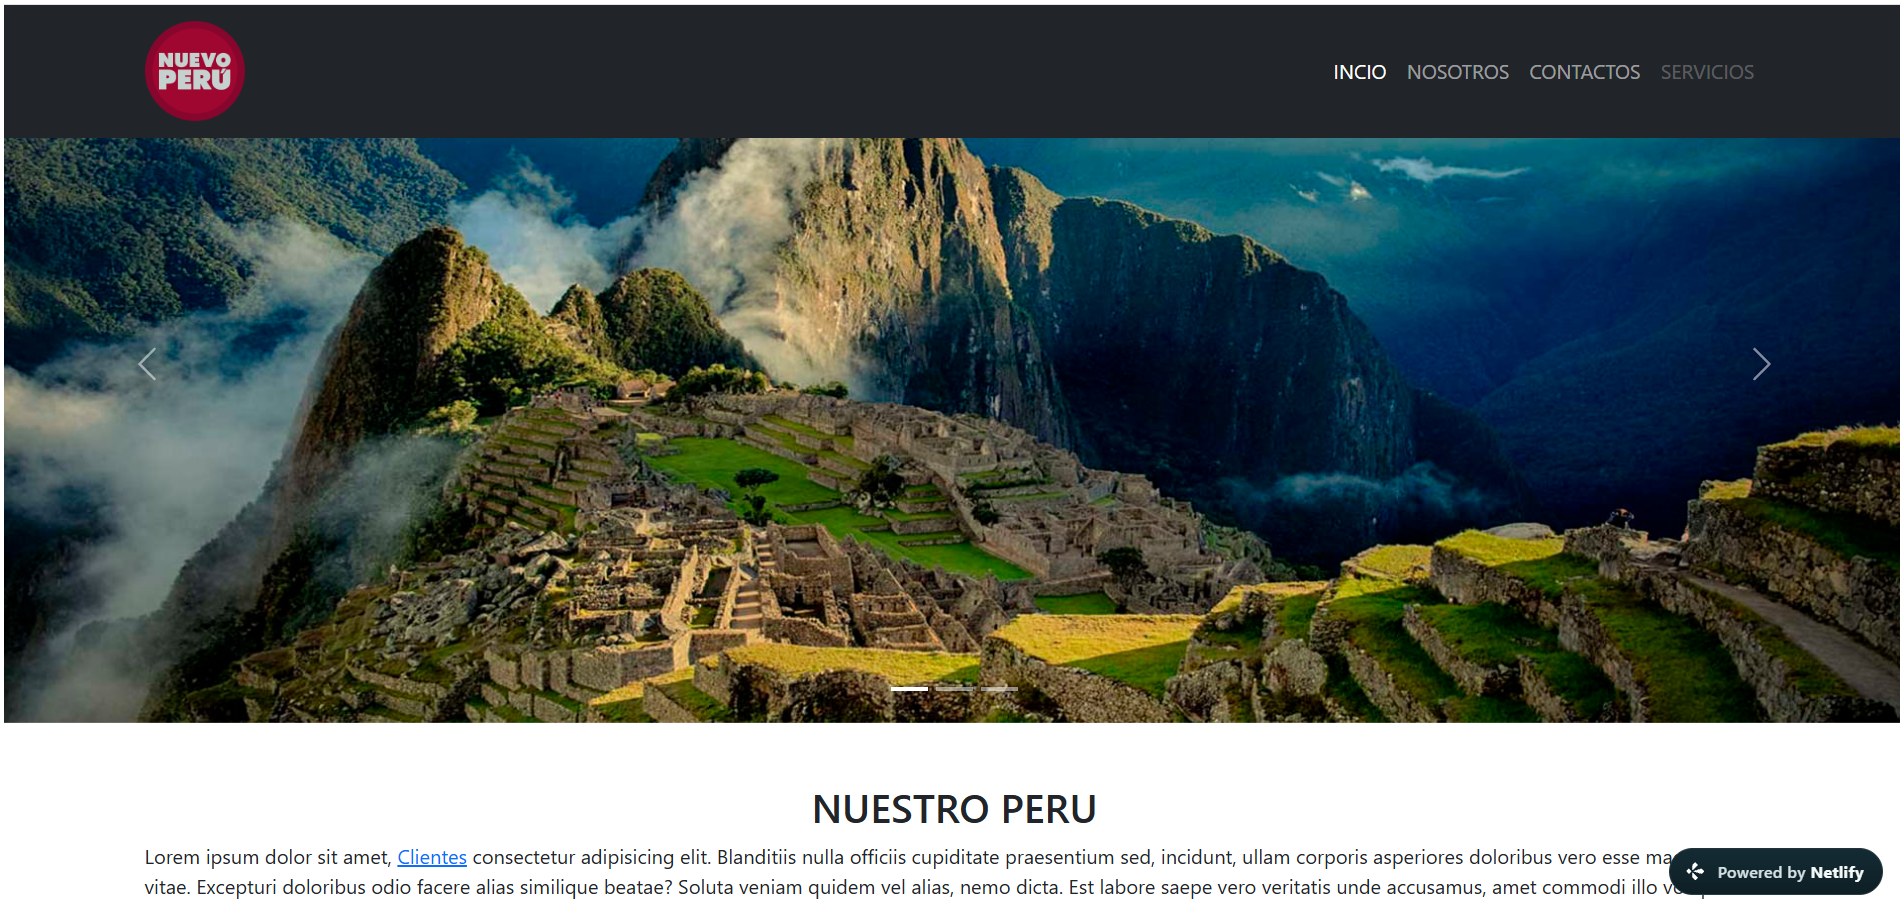 NUEVO
PERÚ
INCIO NOSOTROS CONTACTOS SERVICIOS
NUESTRO PERU
Lorem ipsum dolor sit amet, Clientes consectetur adipisicing elit. Blanditiis nulla officiis cupiditate praesentium sed, incidunt, ullam corporis asperiores doloribus vero esse
vitae. Excepturi doloribus odio facere alias similique beatae? Soluta veniam quidem vel alias, nemo dicta. Est labore saepe vero veritatis unde accusamus, amet commodi illo
Powered by Netlify